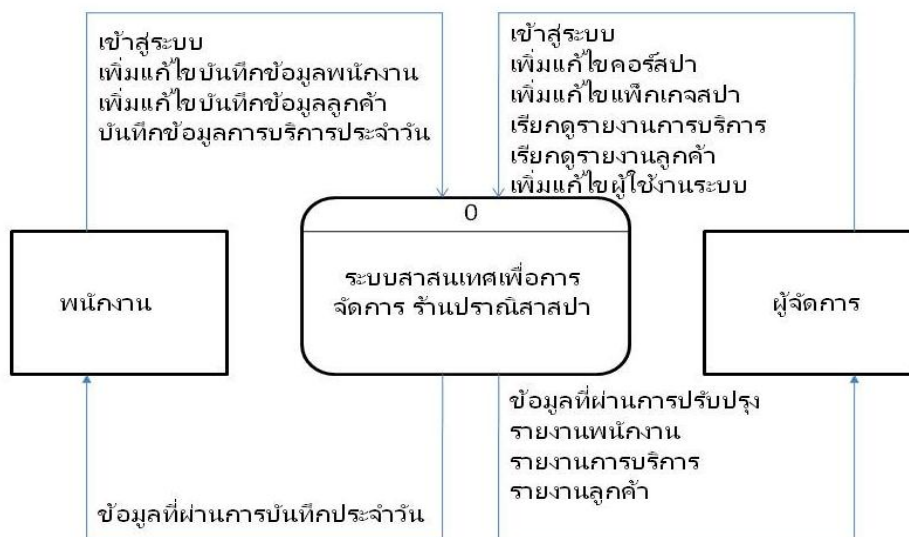 เข้าสู่ระบบ
เพิ่มแก้ไขบันทึกข้อมูลพนักงาน
เพิ่มแก้ไขบันทึกข้อมูลลูกค้า
บันทึกข้อมูลการบริการประจำวัน
เข้าสู่ระบบ
เพิ่มแก้ไขคอร์สปา
เพิ่มแก้ไขแพ็กเกจสปา
เรียกดูรายงานการบริการ
เรียกดูรายงานลูกค้า
เพิ่มแก้ไขผู้ใช้งานระบบ
พนักงาน
0
ระบบสาสนเทศเพื่อการ
จัดการ ร้านปราณิสาสปา
ผู้จัดการ
ข้อมูลที่ผ่านการบันทึกประจำวัน
ข้อมูลที่ผ่านการปรับปรุง
รายงานพนักงาน
รายงานการบริการ
รายงานลูกค้า